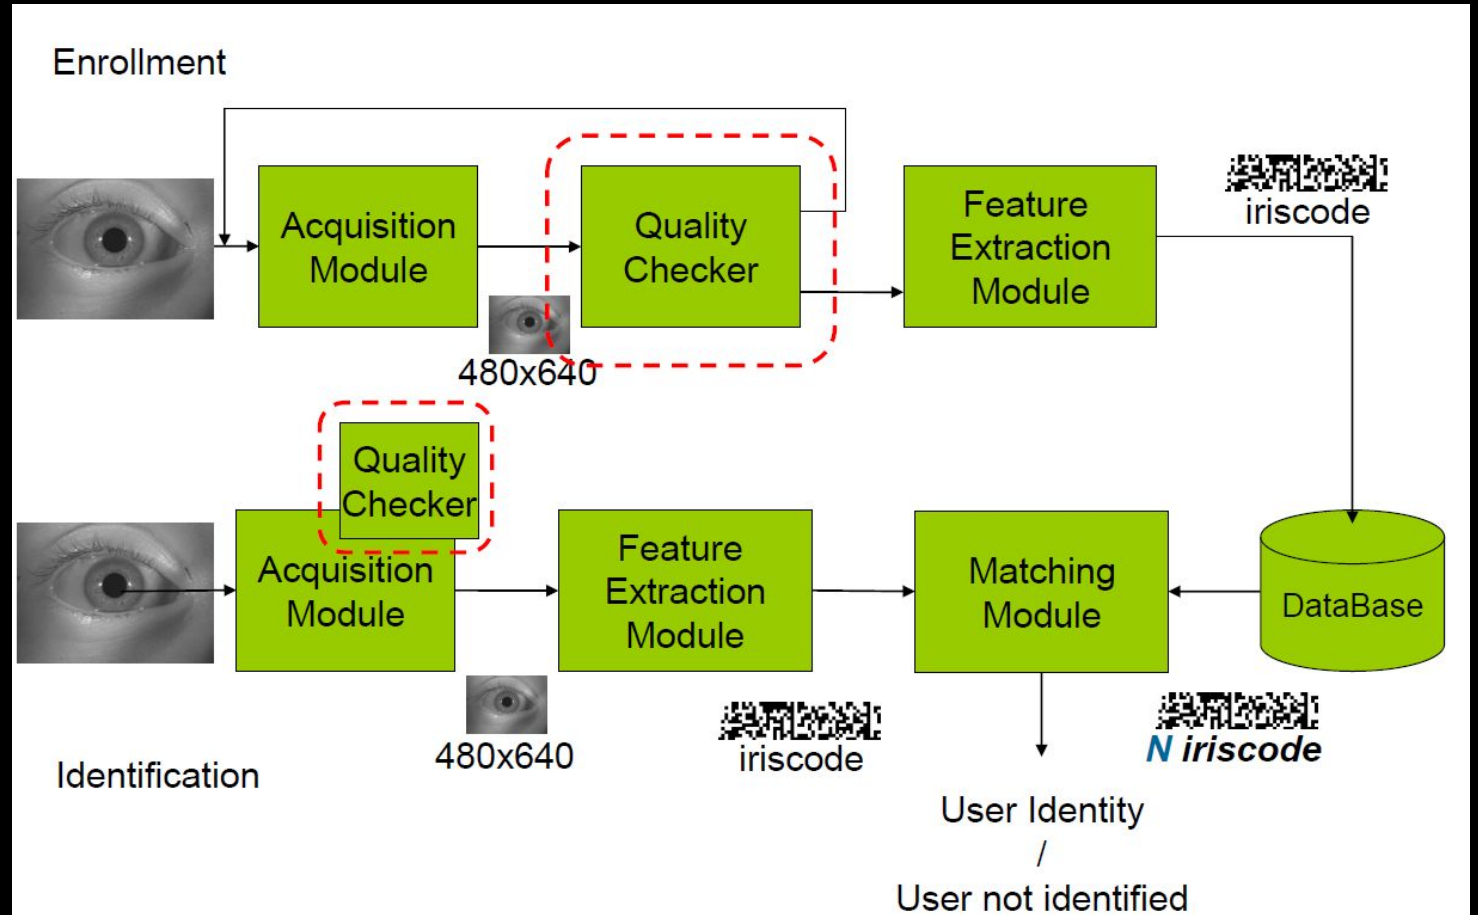 Enrollment
Acquisition
Module
Quality
Checker
Feature
Extraction
Module
iriscode
480x640
Quality
Checker
Acquisition
Module
Feature
Extraction
Module
Matching
Module
DataBase
480x640
iriscode
N iriscode
Identification
User Identity
/
User not identified